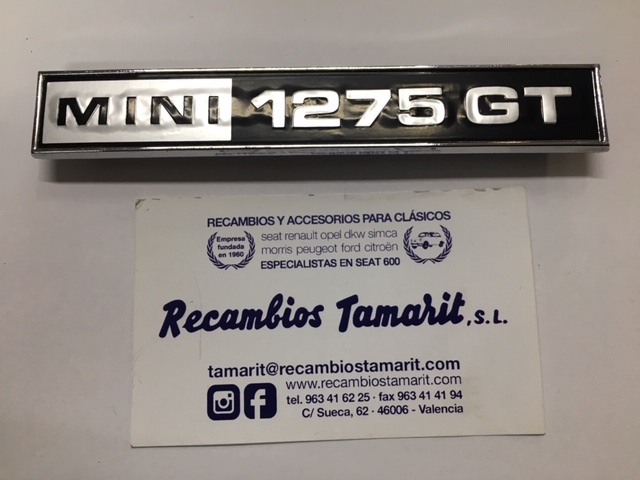 MINI 1275 GT
RECAMBIOS Y ACCESORIOS PARA CLÁSICOS
Empresa
fundada
en 1960
seat renault opel dkw simca
morris peugeot ford citroën
ESPECIALISTAS EN SEAT 600
Recambios Tamarit, S.L.
tamarit@recambiostamarit.com
www.recambiostamarit.com
tel. 963 41 62 25 · fax 963 41 41 94
C/ Sueca, 62 · 46006 - Valencia